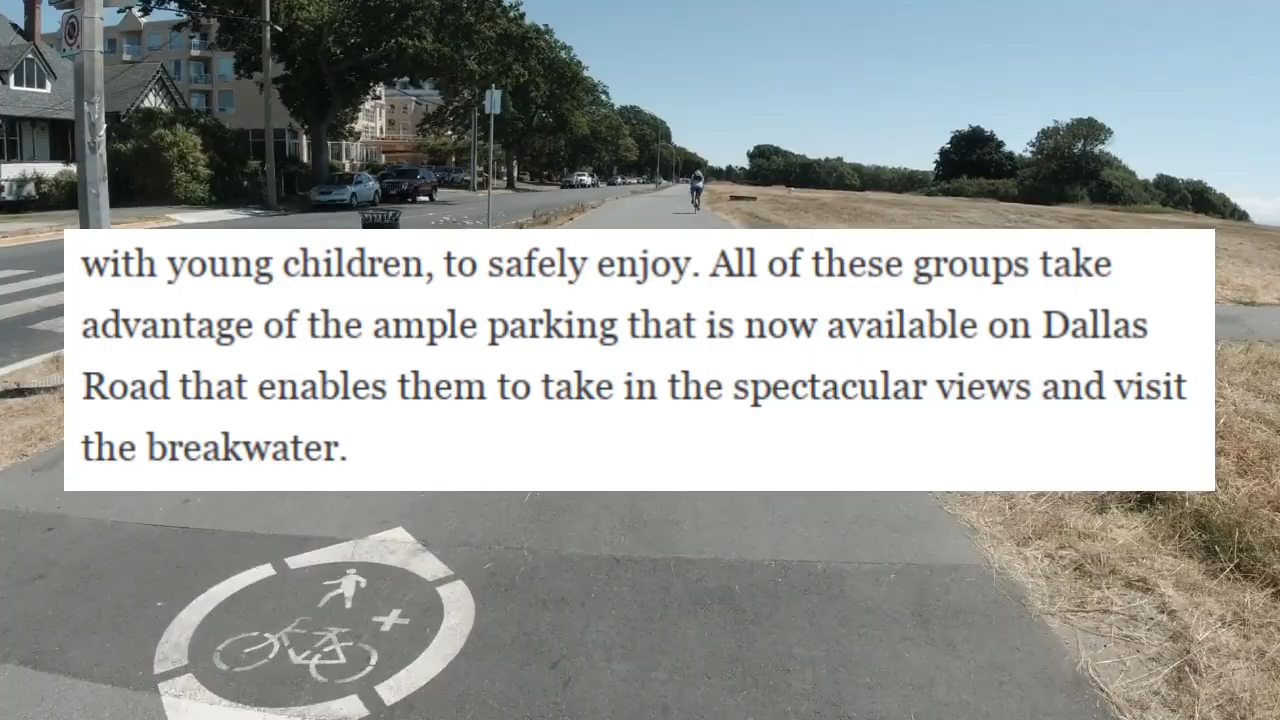 with young children, to safely enjoy. All of these groups take
advantage of the ample parking that is now available on Dallas
Road that enables them to take in the spectacular views and visit
the breakwater.